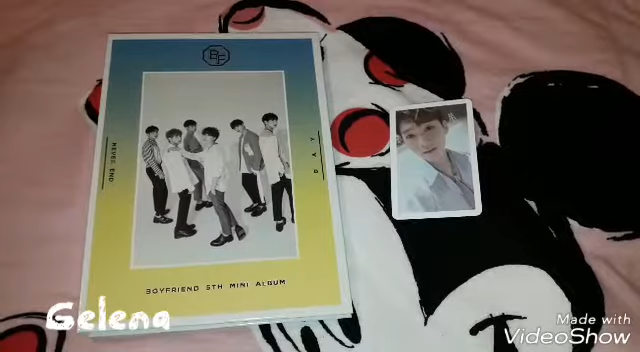 BF
NEVER END
DAY
BOYFRIEND 5TH MINI ALBUM
Gelena
Made with
VideoShow